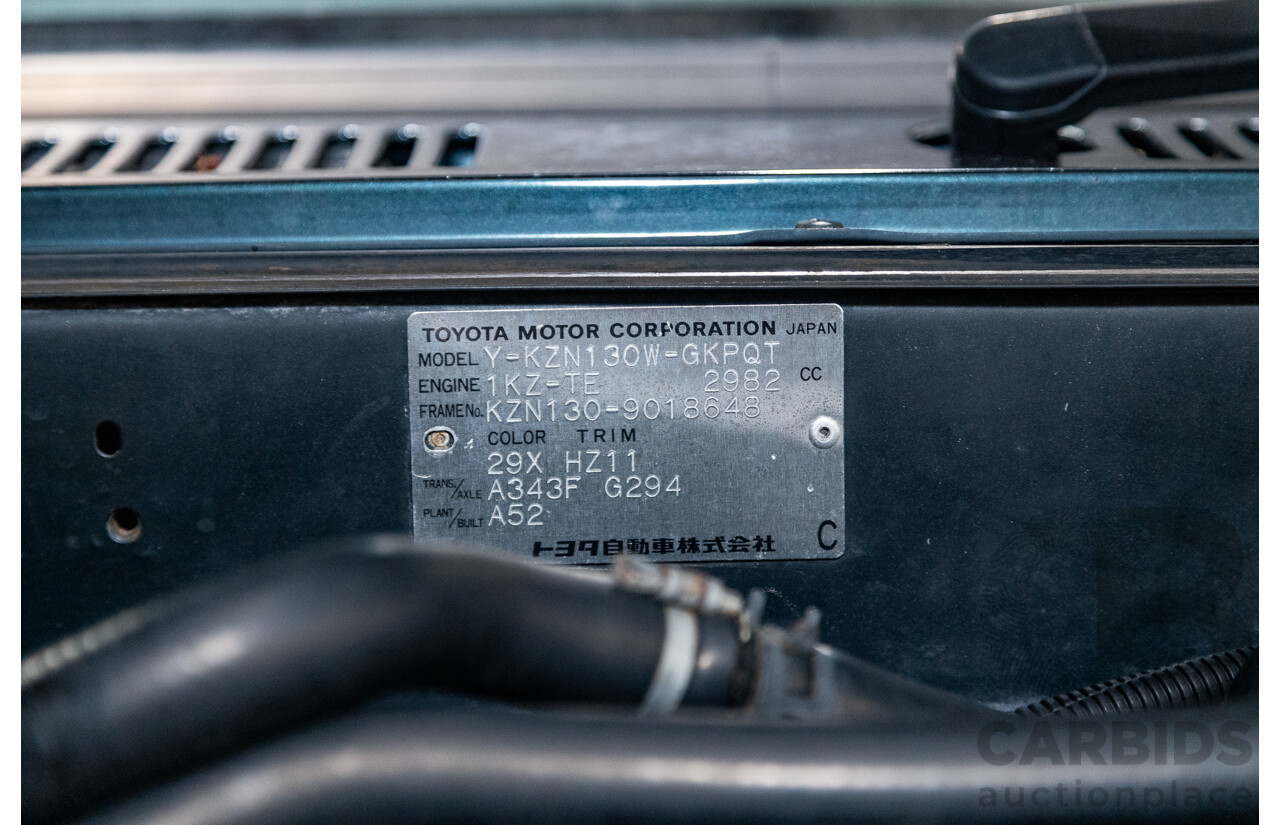 TOYOTA MOTOR CORPORATION JAPAN
MODEL Y-KZN130W-GKPQT
ENGINE 1KZ-TE 2982 CC
FRAME No. KZN130-9018648
COLOR TRIM
29X HZ11
TRANS./AXLE A343F G294
PLANT/BUILT A52
トヨタ自動車株式会社 C
CARBIDS
auctionplace